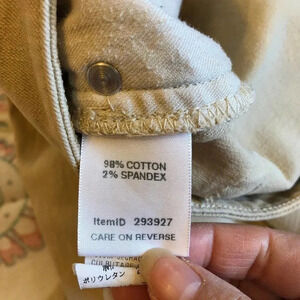 98% COTTON
2% SPANDEX
ItemID 293927
CARE ON REVERSE
ポリウレタン